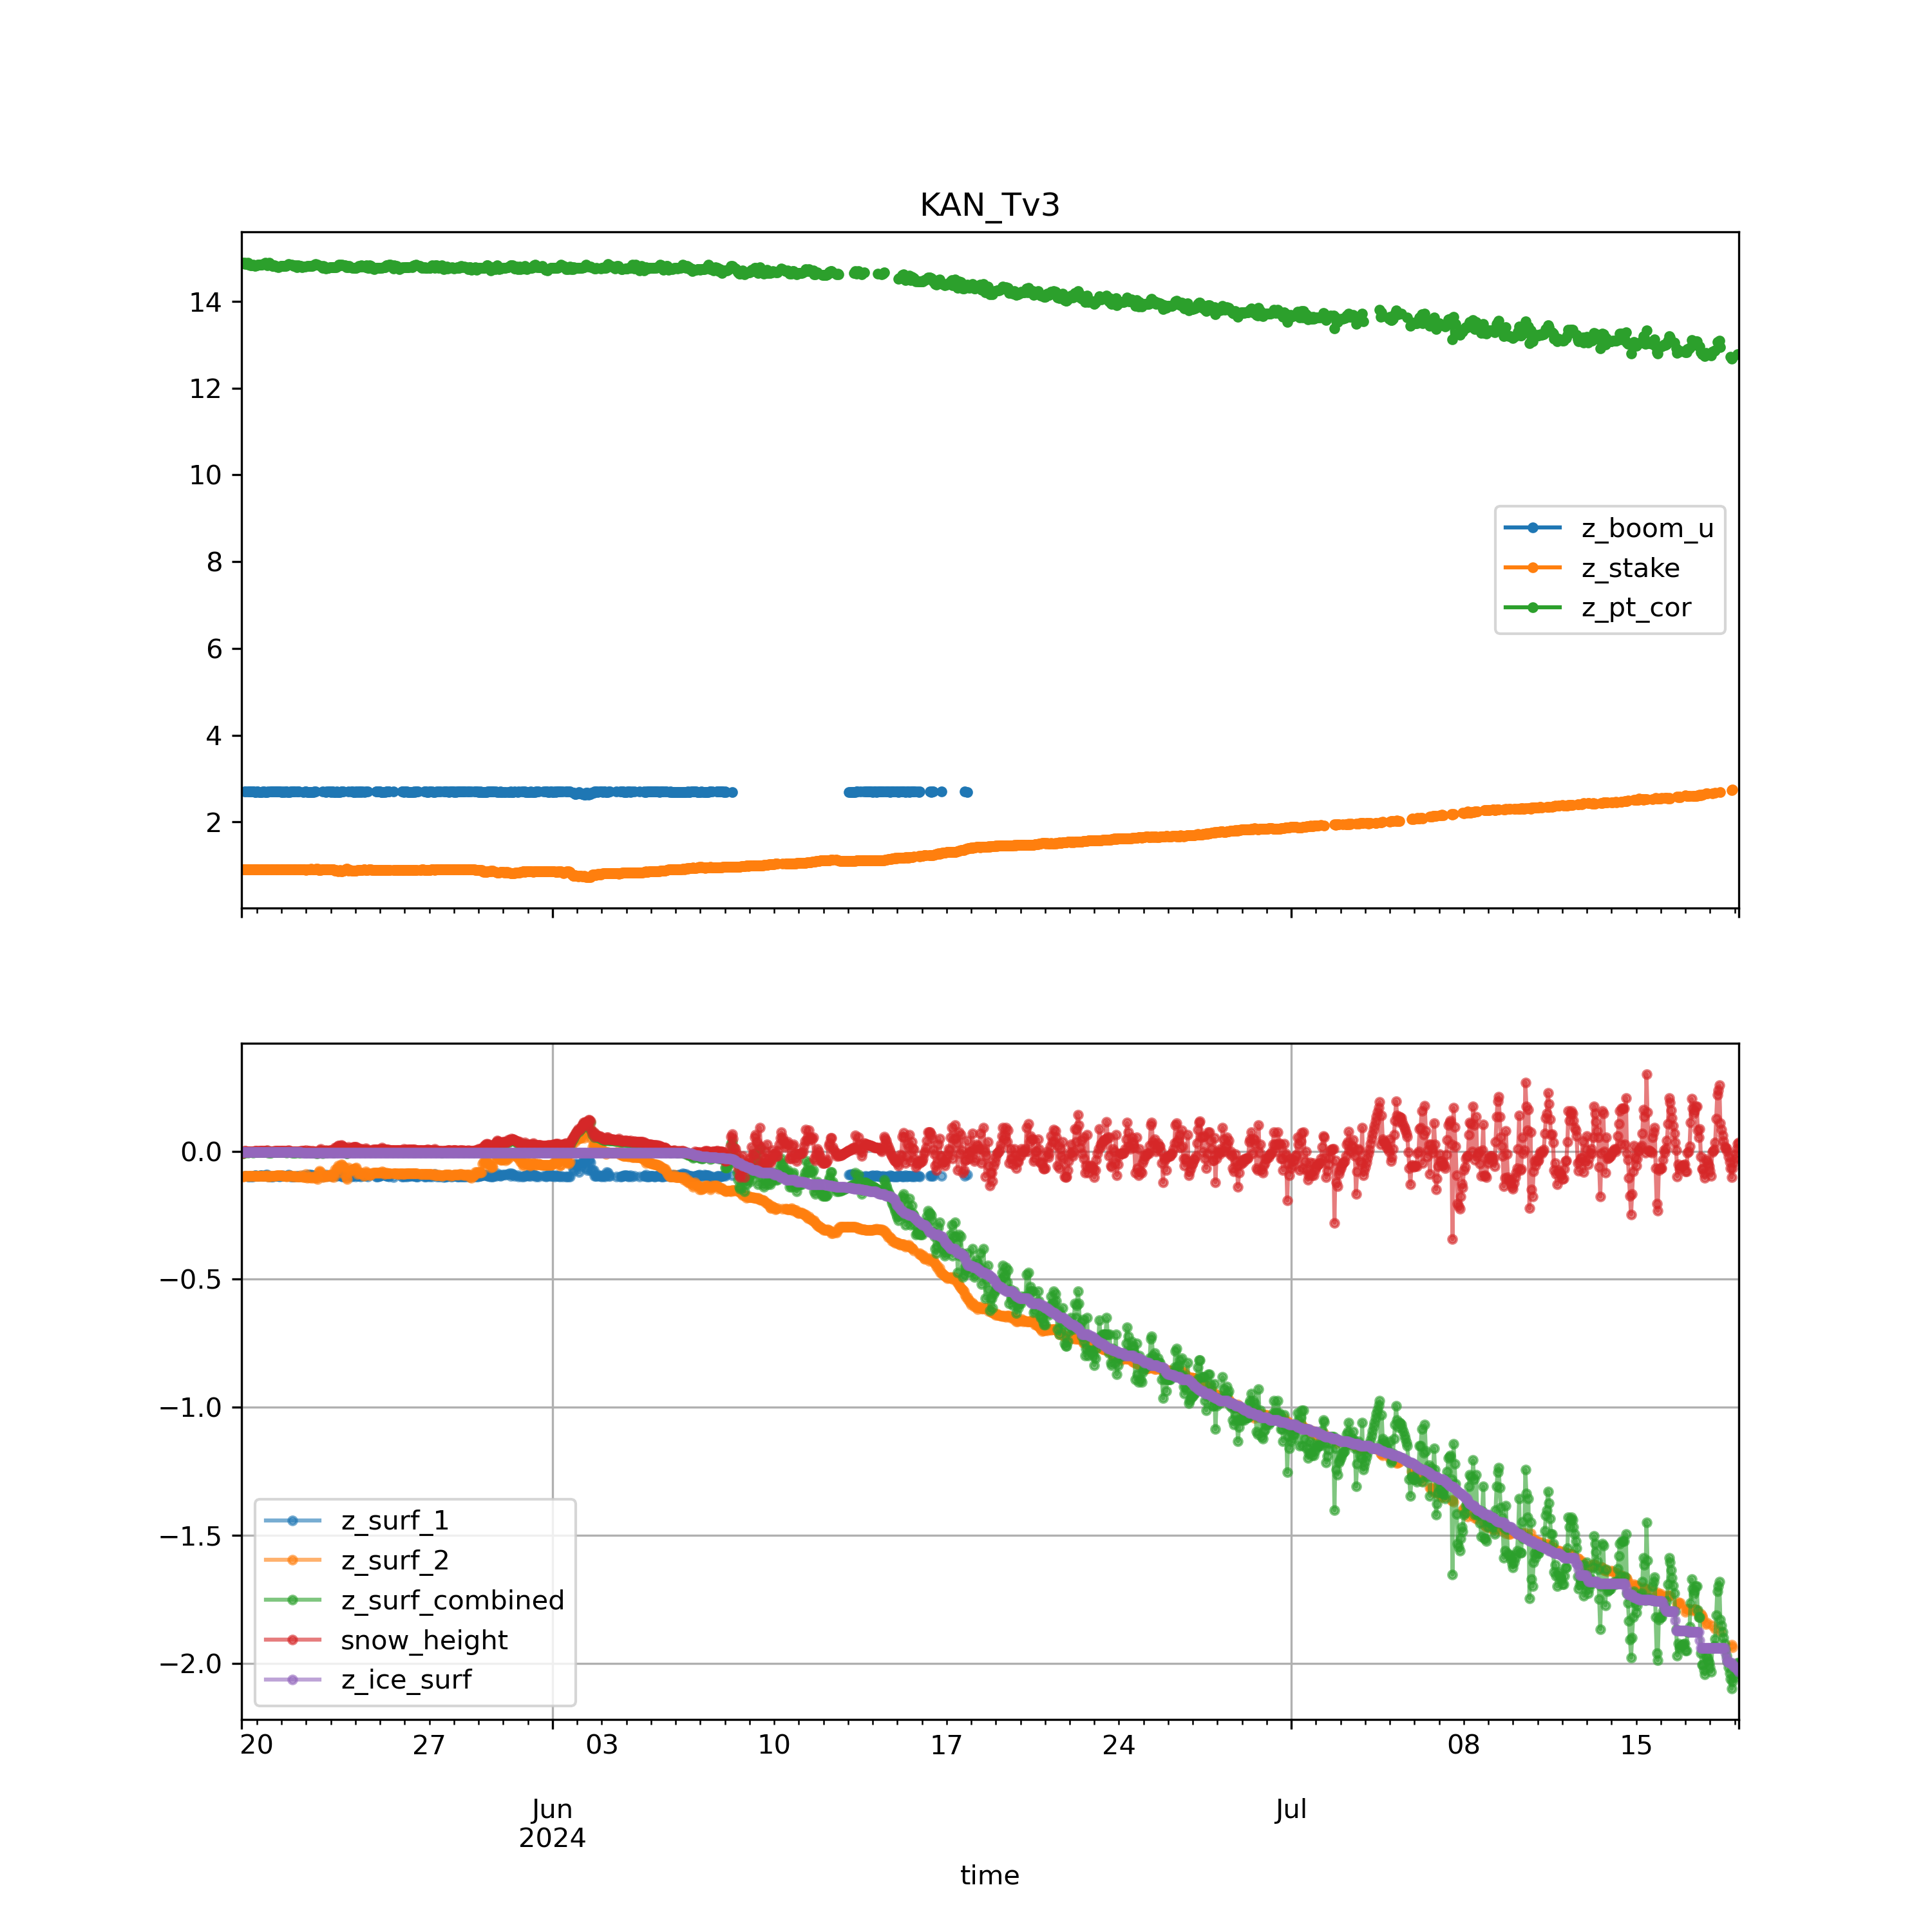 KAN_Tv3
14
12
10
8
6
4
2
z_boom_u
z_stake
z_pt_cor
0.0
−0.5
−1.0
−1.5
−2.0
z_surf_1
z_surf_2
z_surf_combined
snow_height
z_ice_surf
20 27 03 10 17 24 08 15
Jun Jul
2024
time